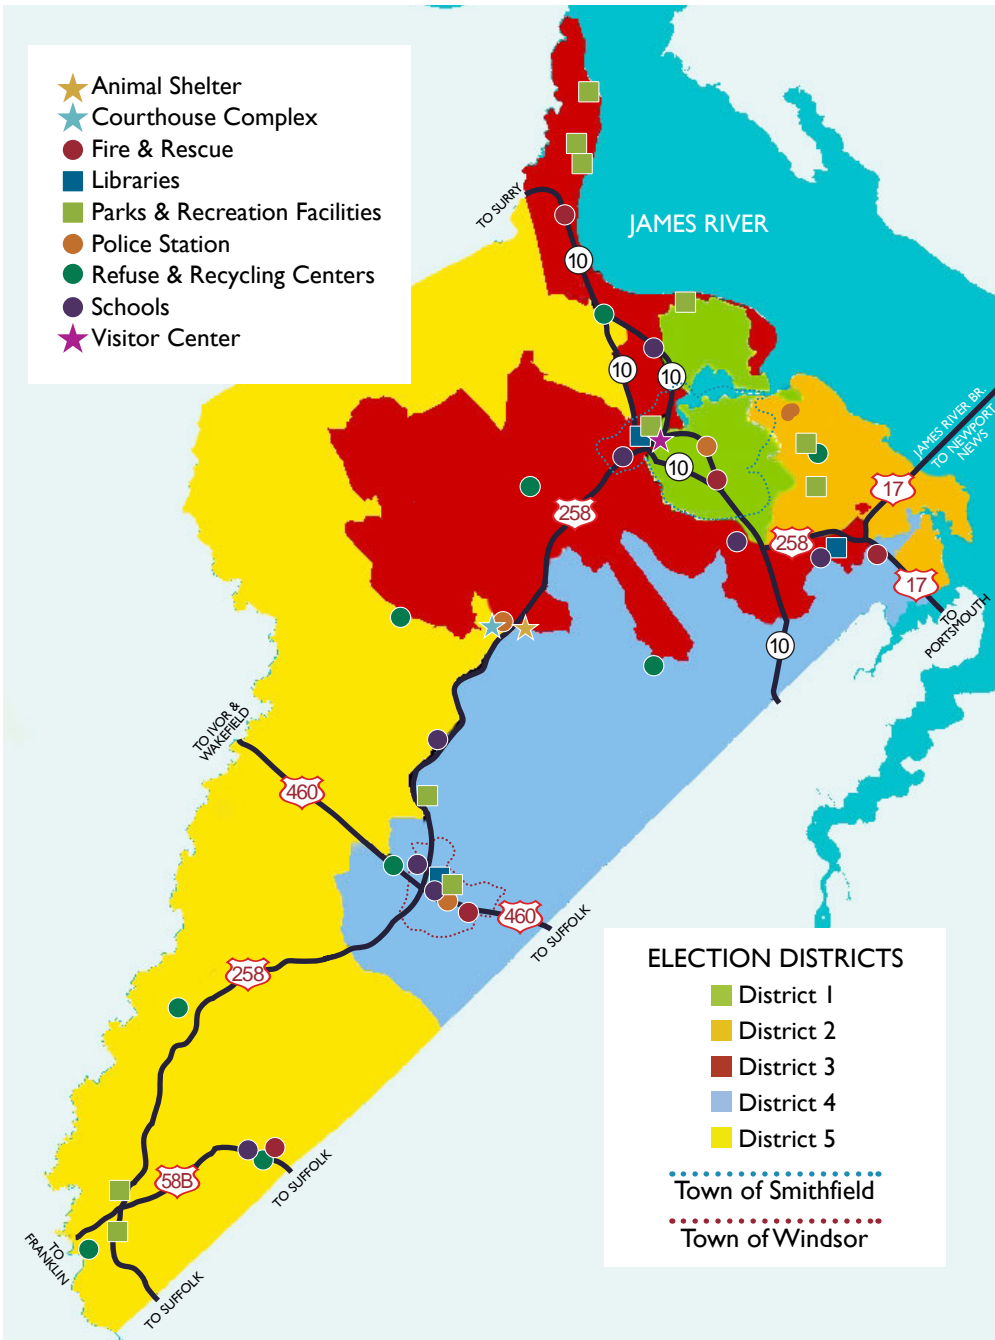 Animal Shelter
Courthouse Complex
Fire & Rescue
Libraries
Parks & Recreation Facilities
Police Station
Refuse & Recycling Centers
Schools
Visitor Center
TO SURRY
JAMES RIVER
10
10
10
JAMES RIVER BR.
TO NEWPORT
NEWS
10
17
258
258
17
TO
PORTSMOUTH
10
TO IVOR &
WAKEFIELD
460
460
TO SUFFOLK
258
58B
TO SUFFOLK
TO
FRANKLIN
TO SUFFOLK
ELECTION DISTRICTS
District 1
District 2
District 3
District 4
District 5
Town of Smithfield
Town of Windsor